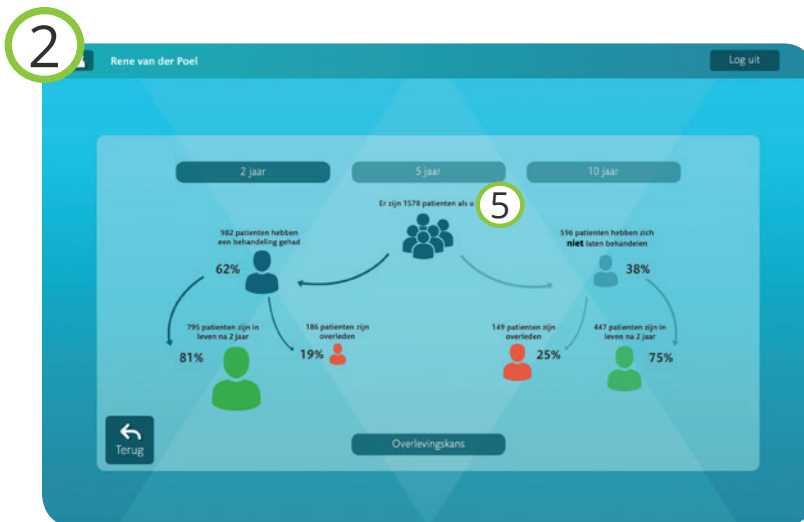 2
Rene van der Poel
Log uit
2 jaar
5 jaar
10 jaar
Er zijn 1578 patienten als u
5
982 patienten hebben
een behandeling gehad
62%
596 patienten hebben zich
niet laten behandelen
38%
795 patienten zijn in
leven na 2 jaar
81%
186 patienten zijn
overleden
19%
149 patienten zijn
overleden
25%
447 patienten zijn in
leven na 2 jaar
75%
Terug
Overlevingskans